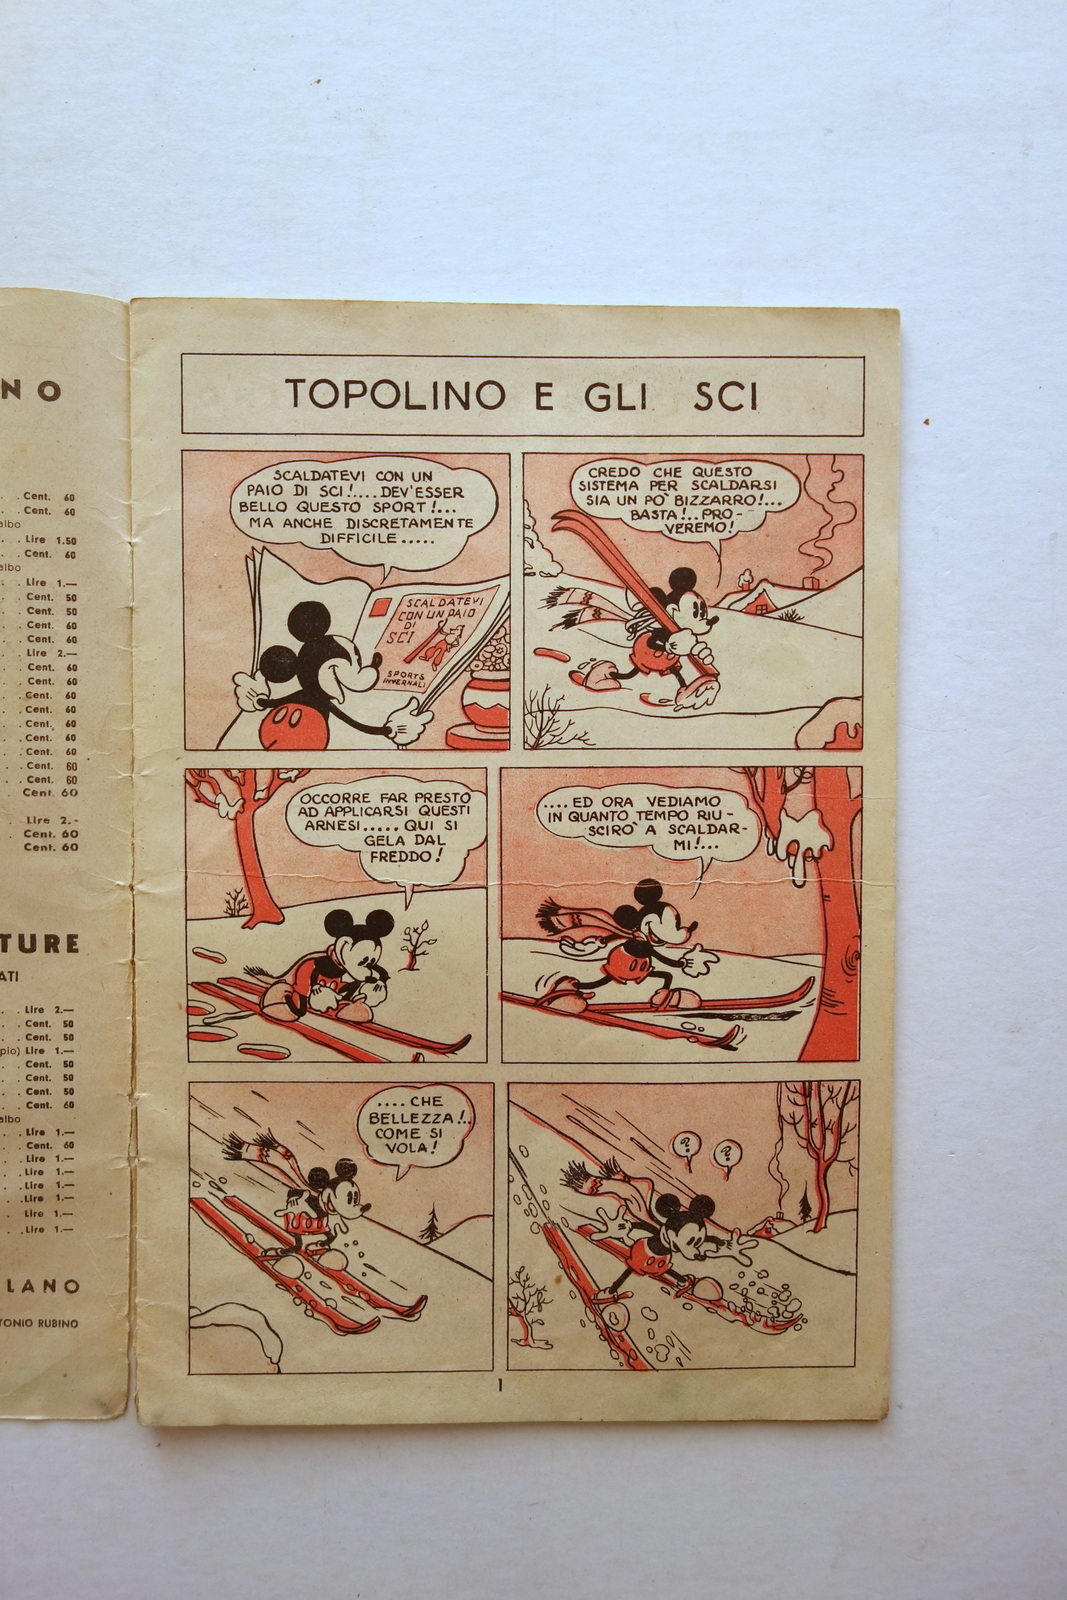 NO
. . Cent. 60
. . Cent. 60
albo
. . Lire 1.50
. . Cent. 60
albo
. . Lire 1.—
. . Cent. 50
. . Cent. 50
. . Cent. 60
. . Cent. 60
. . Lire 2.—
. . Cent. 60
. . Cent. 60
. . Cent. 60
. . Cent. 60
. . Cent. 60
. . Cent. 60
. . Cent. 60
. . Cent. 60
Cent. 60
. . Lire 2.-
Cent. 60
Cent. 60
TURE
ATI
. . Lire 2.—
. . Cent. 50
. . Cent. 50
pio) Lire 1.—
. . Cent. 50
. . Cent. 50
. . Cent. 60
albo
. . Lire 1.—
. . Cent. 60
. . Lire 1.—
. . Lire 1.—
. . Lire 1.—
. . Lire 1.—
. . Lire 1.—
. . Lire 1.—
LANO
TONIO RUBINO
TOPOLINO E GLI SCI
SCALDATEVI CON UN
PAIO DI SCI!....DEV'ESSER
BELLO QUESTO SPORT!...
MA ANCHE DISCRETAMENTE
DIFFICILE.....
SCALDATEVI
CON UN PAIO
DI
SCI
SPORTS
INVERNALI
CREDO CHE QUESTO
SISTEMA PER SCALDARSI
SIA UN PO' BIZZARRO!...
BASTA!..PRO-
VEREMO!
OCCORRE FAR PRESTO
AD APPLICARSI QUESTI
ARNESI..... QUI SI
GELA DAL
FREDDO!
....ED ORA VEDIAMO
IN QUANTO TEMPO RIU-
SCIRO' A SCALDAR-
MI!...
....CHE
BELLEZZA!..
COME SI
VOLA!
?
?
1